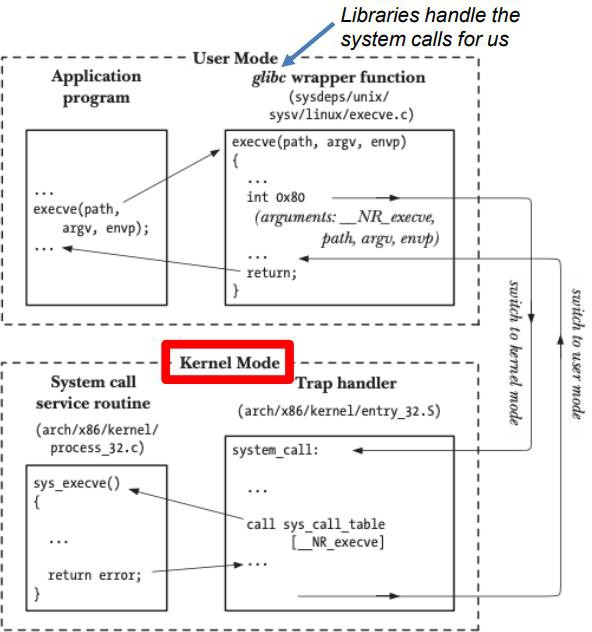 Libraries handle the
system calls for us
User Mode
Application
program
glibc wrapper function
(sysdeps/unix/
sysv/linux/execve.c)
...
execve(path,
argv, envp);
...
execve(path, argv, envp)
{
...
int 0x80
(arguments: __NR_execve,
path, argv, envp)
...
return;
}
switch to kernel mode
switch to user mode
Kernel Mode
System call
service routine
(arch/x86/kernel/
process_32.c)
Trap handler
(arch/x86/kernel/entry_32.S)
sys_execve()
{
...
return error;
}
system_call:
...
call sys_call_table
[__NR_execve]
...